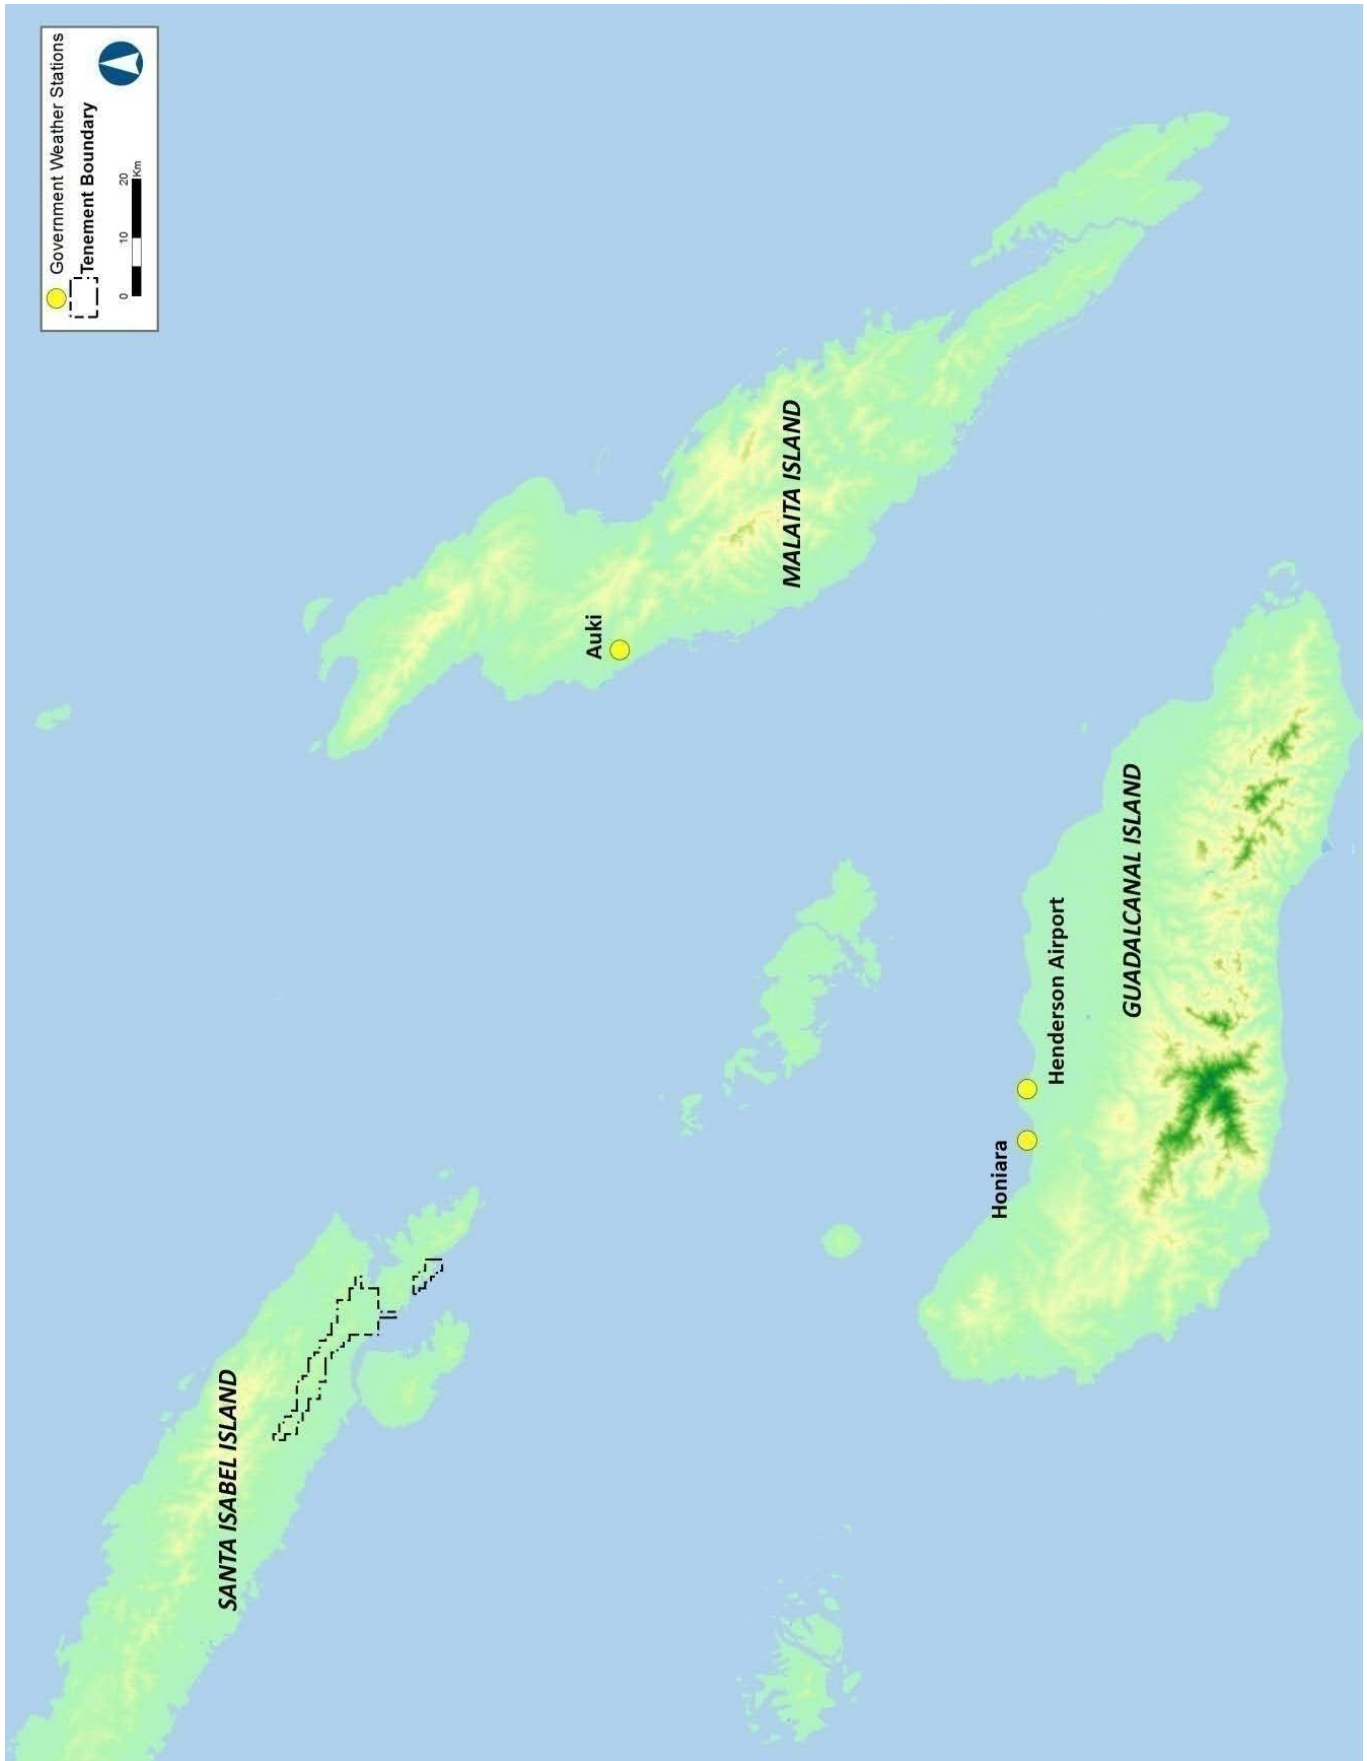 Government Weather Stations
Tenement Boundary
0 10 20
Km
SANTA ISABEL ISLAND
Auki
MALAITA ISLAND
Honiara
Henderson Airport
GUADALCANAL ISLAND